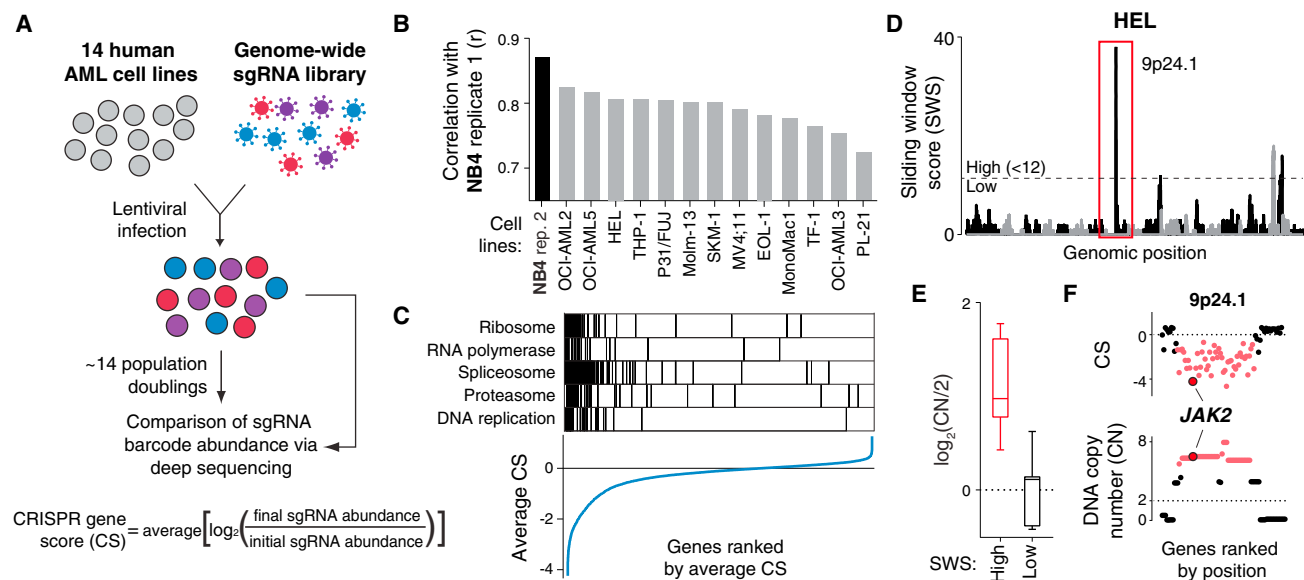 A
14 human
AML cell lines
Genome-wide
sgRNA library
Lentiviral
infection
~14 population
doublings
Comparison of sgRNA
barcode abundance via
deep sequencing
CRISPR gene
score (CS)
= average [ log2 ( final sgRNA abundance
initial sgRNA abundance ) ]
B
Correlation with
NB4 replicate 1 (r)
0.9
0.8
0.7
Cell
lines:
NB4 rep. 2
OCI-AML2
OCI-AML5
HEL
THP-1
P31/FUJ
Molm-13
SKM-1
MV4;11
EOL-1
MonoMac1
TF-1
OCI-AML3
PL-21
C
Ribosome
RNA polymerase
Spliceosome
Proteasome
DNA replication
Average CS
0
-2
-4
Genes ranked
by average CS
D
HEL
Sliding window
score (SWS)
40
0
9p24.1
High (<12)
Low
Genomic position
E
log2(CN/2)
2
0
SWS:
High
Low
F
9p24.1
CS
0
-4
JAK2
DNA copy
number (CN)
8
2
0
Genes ranked
by position